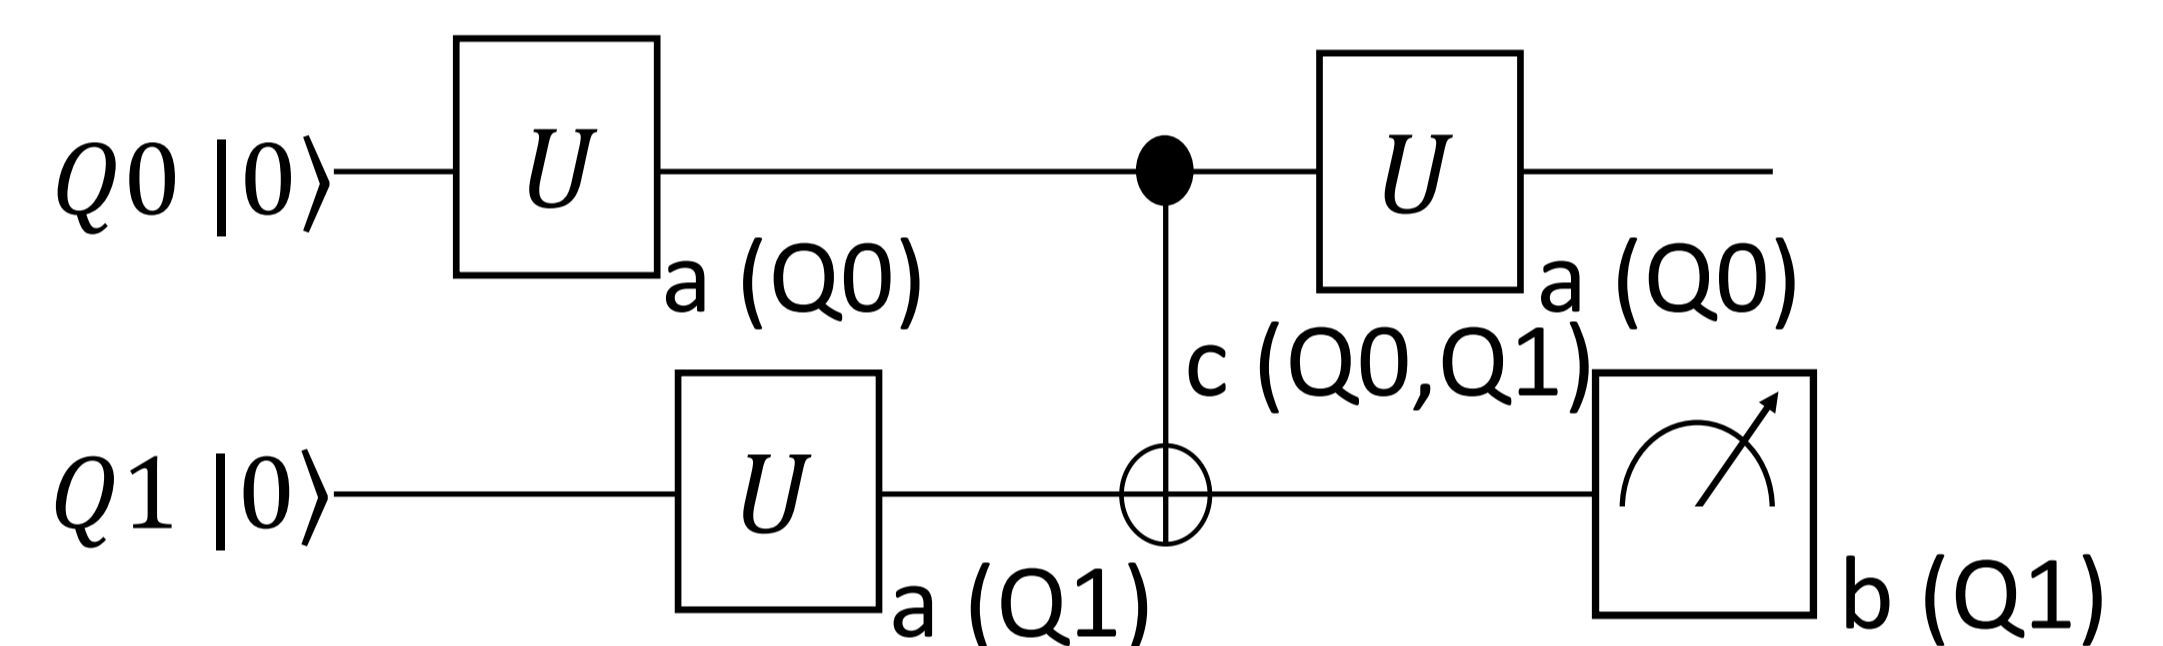 Q0 |0⟩ U U
a (Q0) a (Q0)
c (Q0,Q1)
Q1 |0⟩ U
a (Q1) b (Q1)